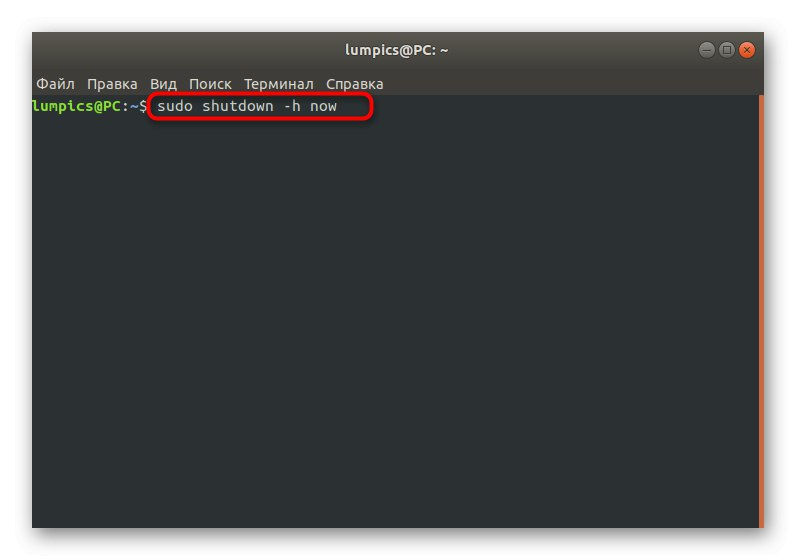 lumpics@PC: ~
Файл Правка Вид Поиск Терминал Справка
lumpics@PC:~$ sudo shutdown -h now